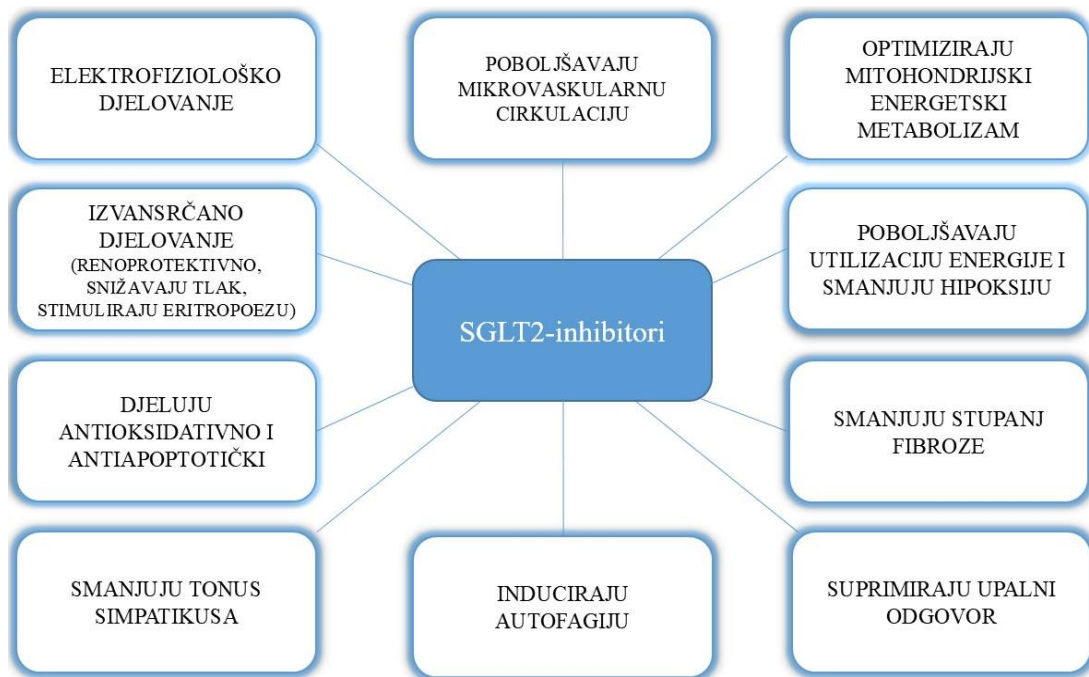 ELEKTROFIZIOLOŠKO
DJELOVANJE
POBOLJŠAVAJU
MIKROVASKULARNU
CIRKULACIJU
OPTIMIZIRAJU
MITOHONDRIJSKI
ENERGETSKI
METABOLIZAM
IZVANSRČANO
DJELOVANJE
(RENOPROTEKTIVNO,
SNIŽAVAJU TLAK,
STIMULIRAJU ERITROPOEZU)
POBOLJŠAVAJU
UTILIZACIJU ENERGIJE I
SMANJUJU HIPOKSIJU
SGLT2-inhibitori
DJELUJU
ANTIOKSIDATIVNO I
ANTIAPOPTOTIČKI
SMANJUJU STUPANJ
FIBROZE
SMANJUJU TONUS
SIMPATIKUSA
INDUCIRAJU
AUTOFAGIJU
SUPRIMIRAJU UPALNI
ODGOVOR